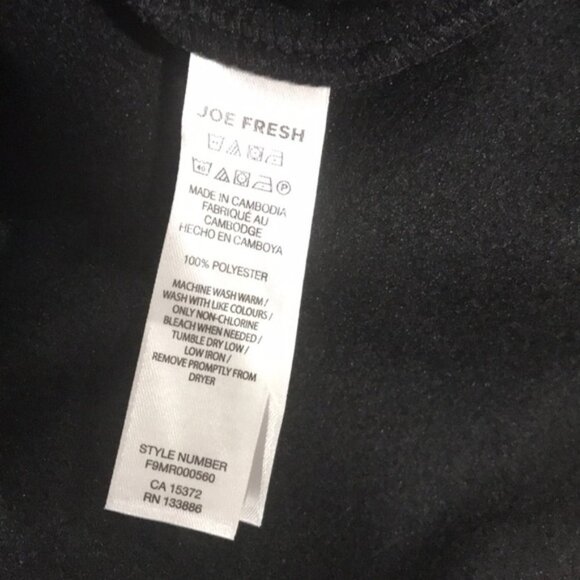 JOE FRESH
40 P
MADE IN CAMBODIA
FABRIQUÉ AU
CAMBODGE
HECHO EN CAMBOYA
100% POLYESTER
MACHINE WASH WARM /
WASH WITH LIKE COLOURS /
ONLY NON-CHLORINE
BLEACH WHEN NEEDED /
TUMBLE DRY LOW /
LOW IRON /
REMOVE PROMPTLY FROM
DRYER
STYLE NUMBER
F9MR000560
CA 15372
RN 133886